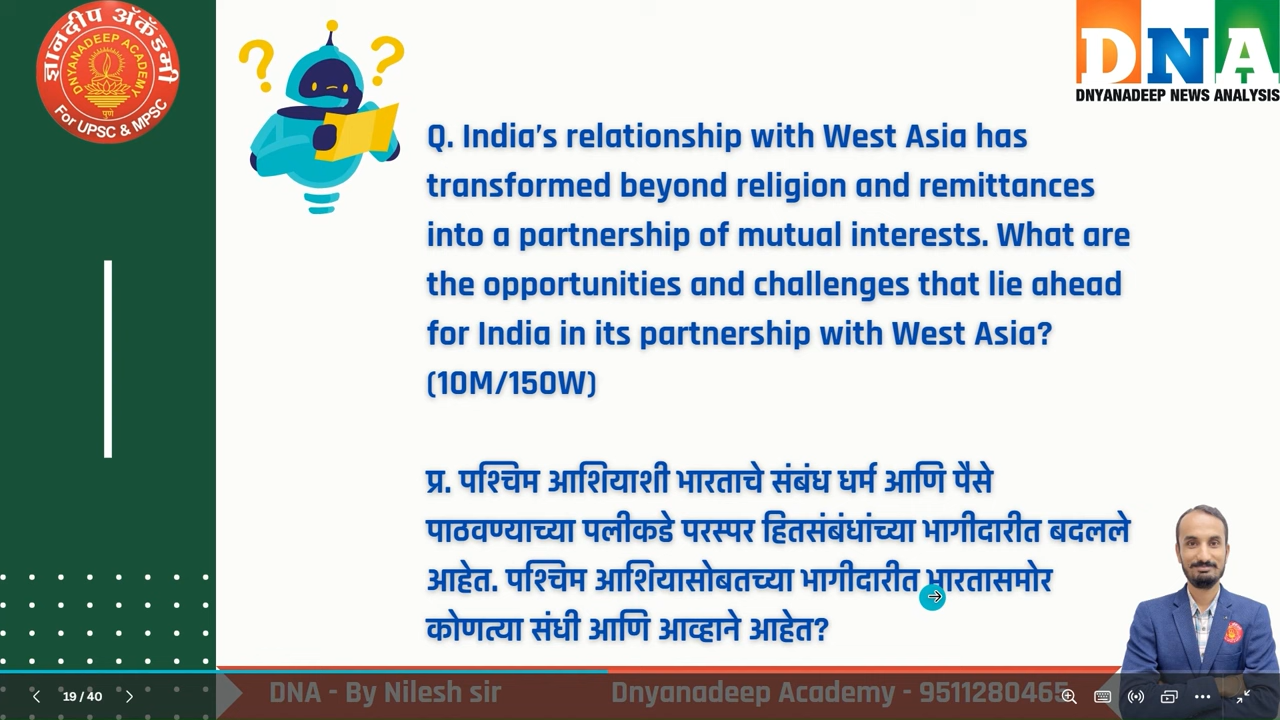 ज्ञानदीप अ‍ॅकॅडमी
DNYANADEEP ACADEMY
पुणे
For UPSC & MPSC
? ?
DNA
DNYANADEEP NEWS ANALYSIS
Q. India’s relationship with West Asia has
transformed beyond religion and remittances
into a partnership of mutual interests. What are
the opportunities and challenges that lie ahead
for India in its partnership with West Asia?
(10M/150W)
प्र. पश्चिम आशियाशी भारताचे संबंध धर्म आणि पैसे
पाठवण्याच्या पलीकडे परस्पर हितसंबंधांच्या भागीदारीत बदलले
आहेत. पश्चिम आशियासोबतच्या भागीदारीत भारतासमोर
कोणत्या संधी आणि आव्हाने आहेत?
19 / 40
DNA - By Nilesh sir
Dnyanadeep Academy - 9511280465